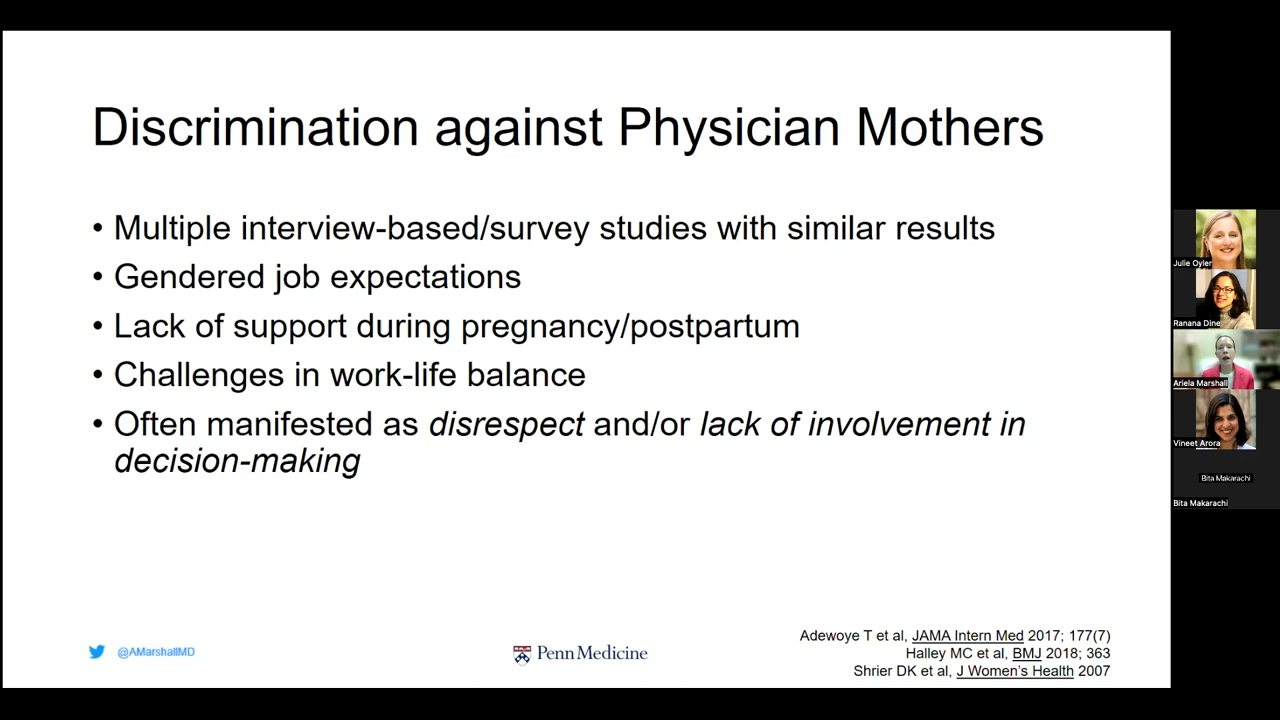 Discrimination against Physician Mothers
• Multiple interview-based/survey studies with similar results
• Gendered job expectations
• Lack of support during pregnancy/postpartum
• Challenges in work-life balance
• Often manifested as disrespect and/or lack of involvement in
decision-making
@AMarshallMD
Penn Medicine
Adewoye T et al, JAMA Intern Med 2017; 177(7)
Halley MC et al, BMJ 2018; 363
Shrier DK et al, J Women's Health 2007
Julie Oyler
Ranana Dine
Ariela Marshall
Vineet Arora
Bita Makarachi
Bita Makarachi